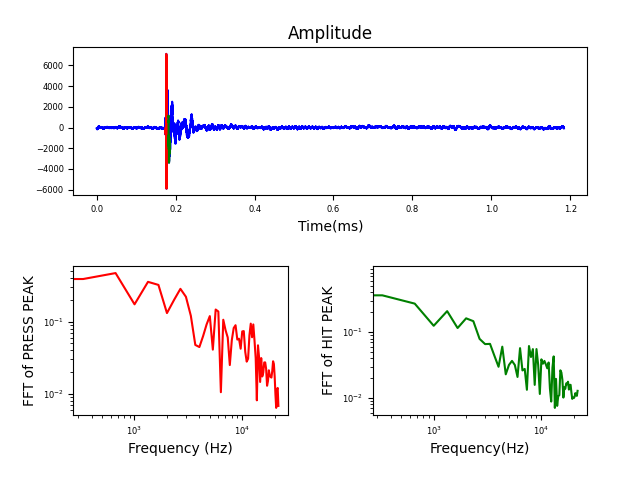 Amplitude
6000
4000
2000
0
−2000
−4000
−6000
0.0 0.2 0.4 0.6 0.8 1.0 1.2
Time(ms)
FFT of PRESS PEAK
10⁻¹
10⁻²
10³ 10⁴
Frequency (Hz)
FFT of HIT PEAK
10⁻¹
10⁻²
10³ 10⁴
Frequency(Hz)